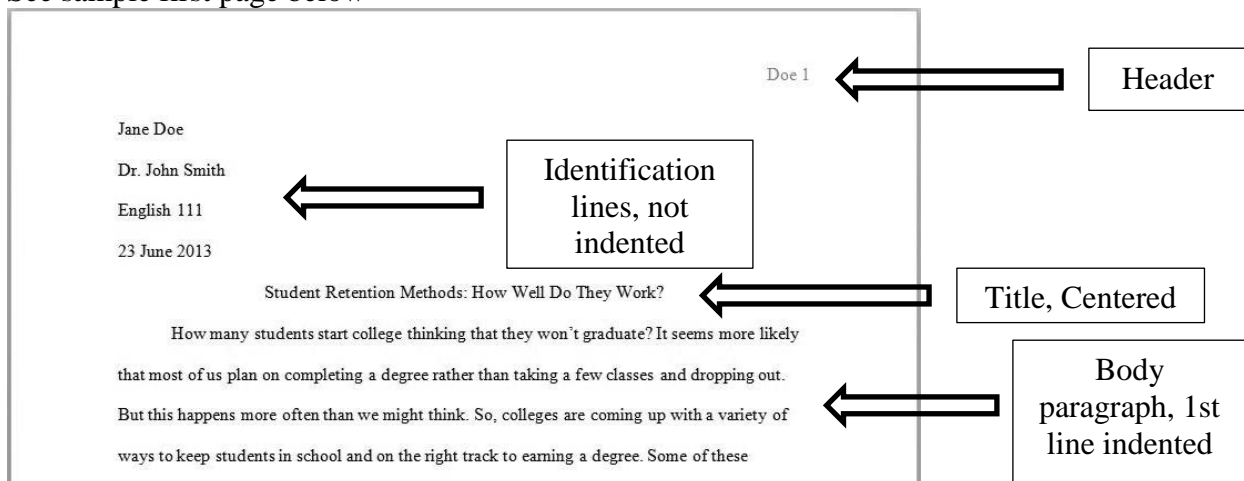 See sample first page below
Doe 1
Header
Jane Doe
Dr. John Smith
English 111
23 June 2013
Identification
lines, not
indented
Student Retention Methods: How Well Do They Work?
Title, Centered
How many students start college thinking that they won’t graduate? It seems more likely
that most of us plan on completing a degree rather than taking a few classes and dropping out.
But this happens more often than we might think. So, colleges are coming up with a variety of
ways to keep students in school and on the right track to earning a degree. Some of these
Body
paragraph, 1st
line indented